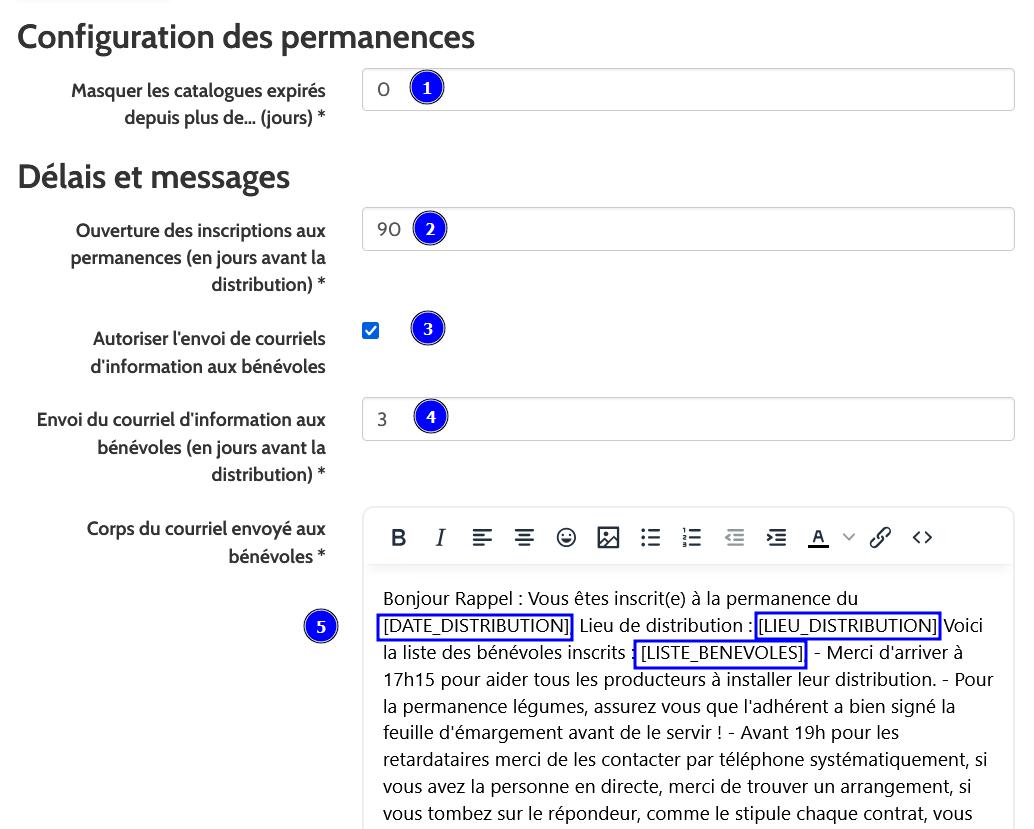 Configuration des permanences
Masquer les catalogues expirés
depuis plus de... (jours) *
0
1
Délais et messages
Ouverture des inscriptions aux
permanences (en jours avant la
distribution) *
90
2
Autoriser l'envoi de courriels
d'information aux bénévoles
3
Envoi du courriel d'information aux
bénévoles (en jours avant la
distribution) *
3
4
Corps du courriel envoyé aux
bénévoles *
B I A <>
5
Bonjour Rappel : Vous êtes inscrit(e) à la permanence du
[DATE_DISTRIBUTION] Lieu de distribution : [LIEU_DISTRIBUTION] Voici
la liste des bénévoles inscrits : [LISTE_BENEVOLES] - Merci d'arriver à
17h15 pour aider tous les producteurs à installer leur distribution. - Pour
la permanence légumes, assurez vous que l'adhérent a bien signé la
feuille d'émargement avant de le servir ! - Avant 19h pour les
retardataires merci de les contacter par téléphone systématiquement, si
vous avez la personne en directe, merci de trouver un arrangement, si
vous tombez sur le répondeur, comme le stipule chaque contrat, vous